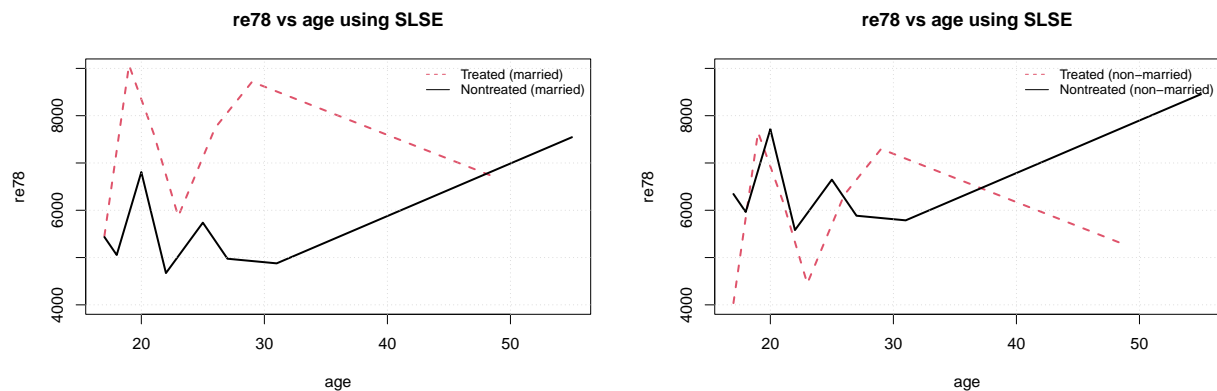 re78 vs age using SLSE
Treated (married)
Nontreated (married)
re78
8000
6000
4000
20
30
40
50
age
re78 vs age using SLSE
Treated (non−married)
Nontreated (non−married)
re78
8000
6000
4000
20
30
40
50
age